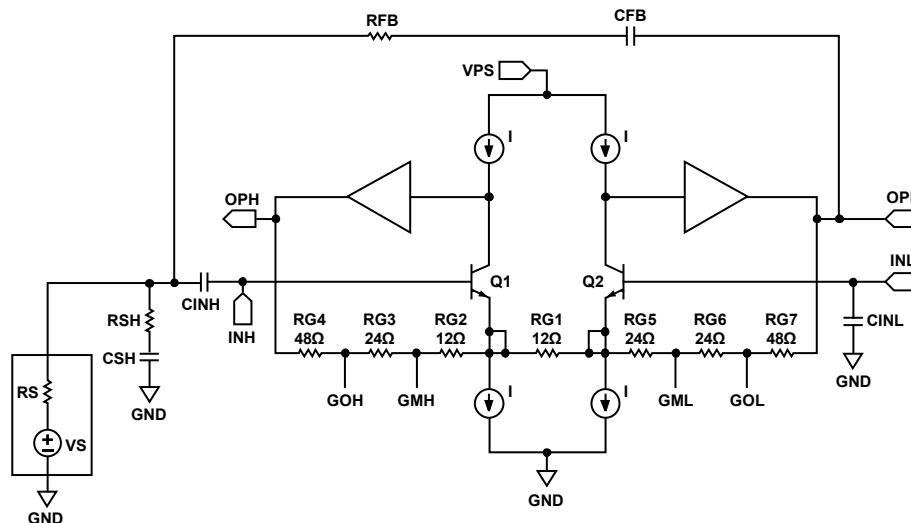 RFB
CFB
VPS
I
I
OPH
OPL
INL
Q1
Q2
CINH
INH
RSH
CSH
GND
RS
VS
GND
RG4
48Ω
RG3
24Ω
RG2
12Ω
RG1
12Ω
RG5
24Ω
RG6
24Ω
RG7
48Ω
CINL
GND
GOH
GMH
I
I
GML
GOL
GND